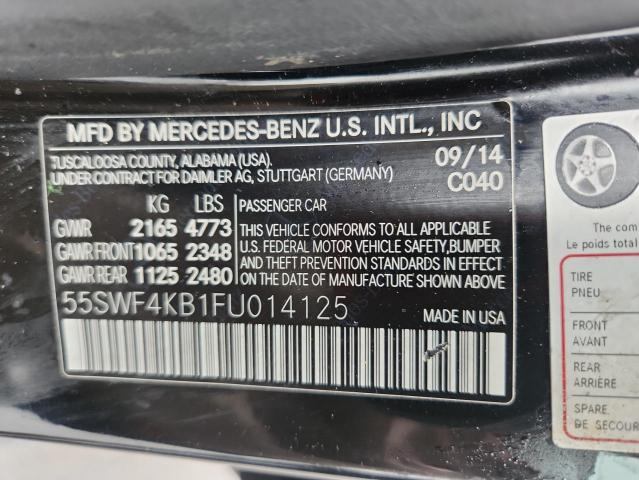 MFD BY MERCEDES-BENZ U.S. INTL., INC
TUSCALOOSA COUNTY, ALABAMA (USA). 09/14
UNDER CONTRACT FOR DAIMLER AG, STUTTGART (GERMANY) C040
KG LBS PASSENGER CAR
GVWR 2165 4773
GAWR FRONT 1065 2348
GAWR REAR 1125 2480
THIS VEHICLE CONFORMS TO ALL APPLICABLE
U.S. FEDERAL MOTOR VEHICLE SAFETY, BUMPER
AND THEFT PREVENTION STANDARDS IN EFFECT
ON DATE OF MANUFACTURE SHOWN ABOVE
55SWF4KB1FU014125
MADE IN USA
The com
Le poids total
TIRE
PNEU
FRONT
AVANT
REAR
ARRIÈRE
SPARE
DE SECOUR